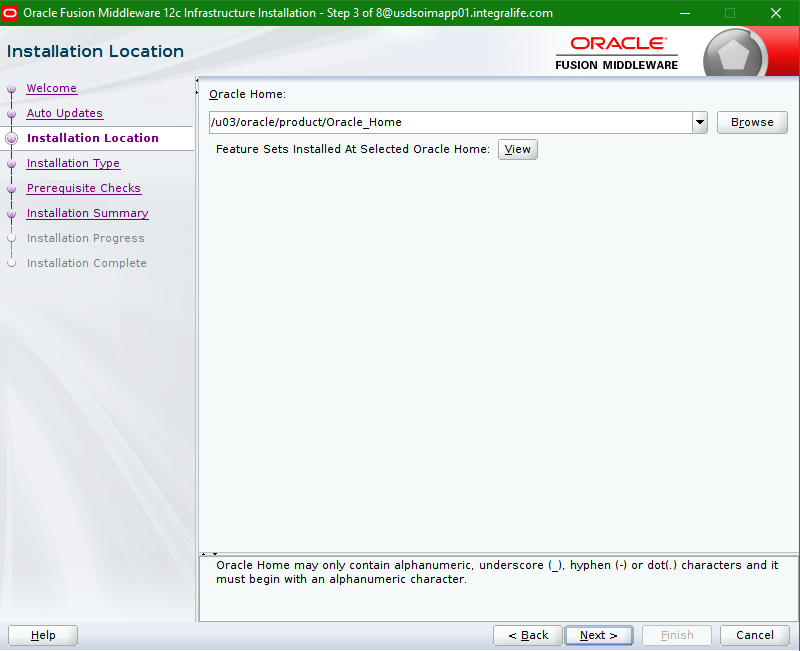 Oracle Fusion Middleware 12c Infrastructure Installation - Step 3 of 8@usdsoimapp01.integralife.com
Installation Location
ORACLE
FUSION MIDDLEWARE
Welcome
Auto Updates
Installation Location
Installation Type
Prerequisite Checks
Installation Summary
Installation Progress
Installation Complete
Oracle Home:
/u03/oracle/product/Oracle_Home
Browse
Feature Sets Installed At Selected Oracle Home: View
Oracle Home may only contain alphanumeric, underscore (_), hyphen (-) or dot(.) characters and it
must begin with an alphanumeric character.
Help
< Back
Next >
Finish
Cancel